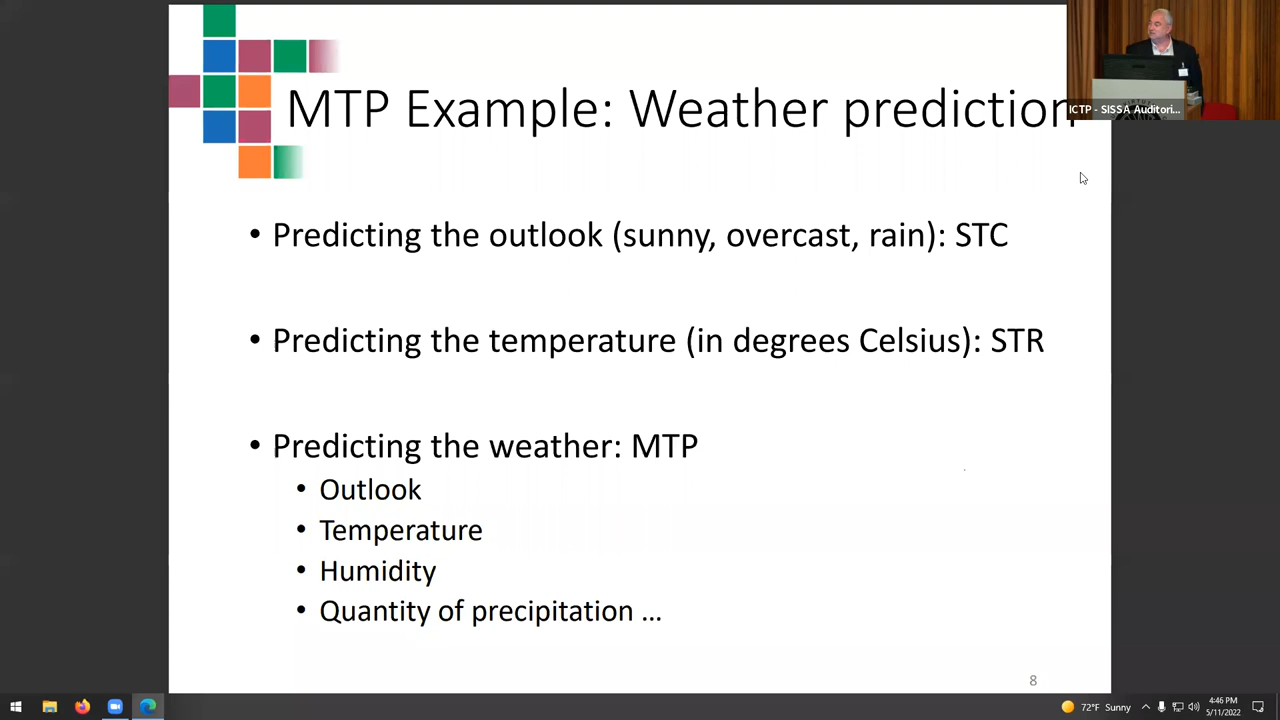 MTP Example: Weather prediction
ICTP - SISSA Auditori...
• Predicting the outlook (sunny, overcast, rain): STC
• Predicting the temperature (in degrees Celsius): STR
• Predicting the weather: MTP
• Outlook
• Temperature
• Humidity
• Quantity of precipitation ...
8
72°F Sunny
4:46 PM
5/11/2022